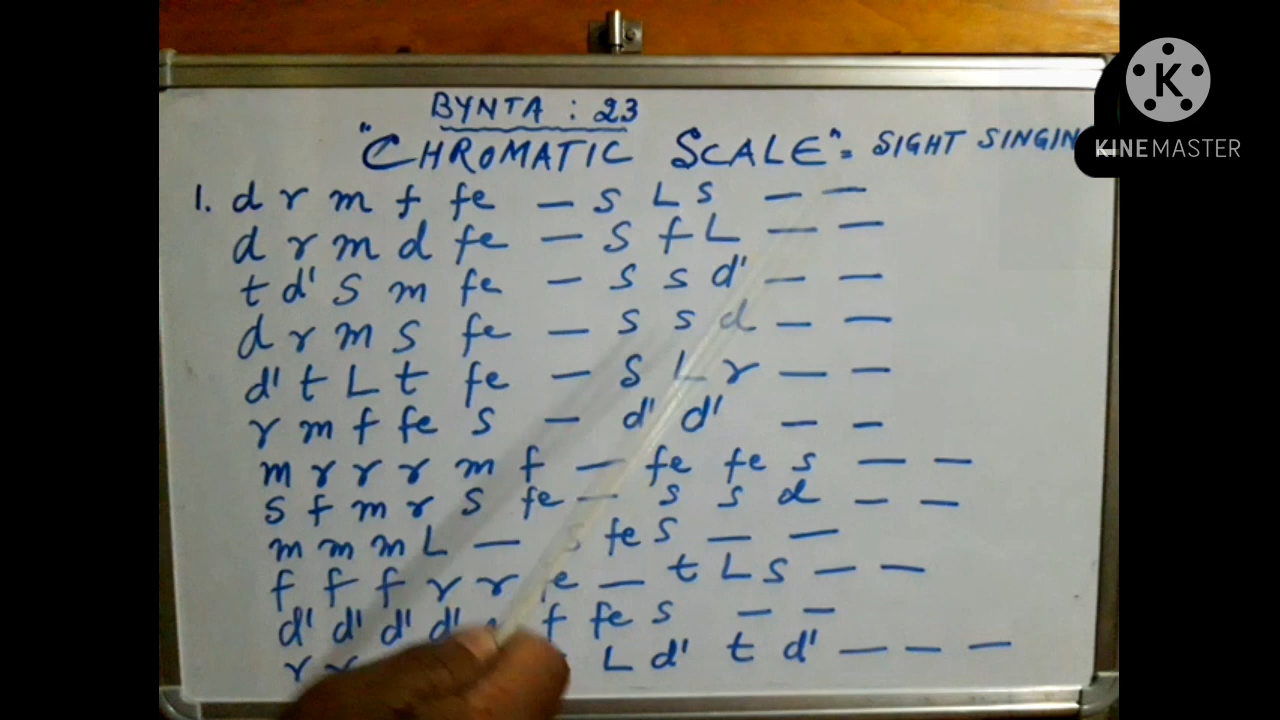 BYNTA : 23
"CHROMATIC SCALE" = SIGHT SINGIN
KINEMASTER
1. d r m f fe — s L s — —
d r m d fe — s f L — —
t d' s m fe — s s d' — —
d r m s fe — s s d — —
d' t L t fe — s L r — —
r m f fe s — d' d' — —
m r r r m f — fe fe s — —
s f m r s fe — s s d — —
m m m L — s fe s — —
f f f r r — t L s — —
d' d' d' d' f fe s — —
r r L d' t d' — — —